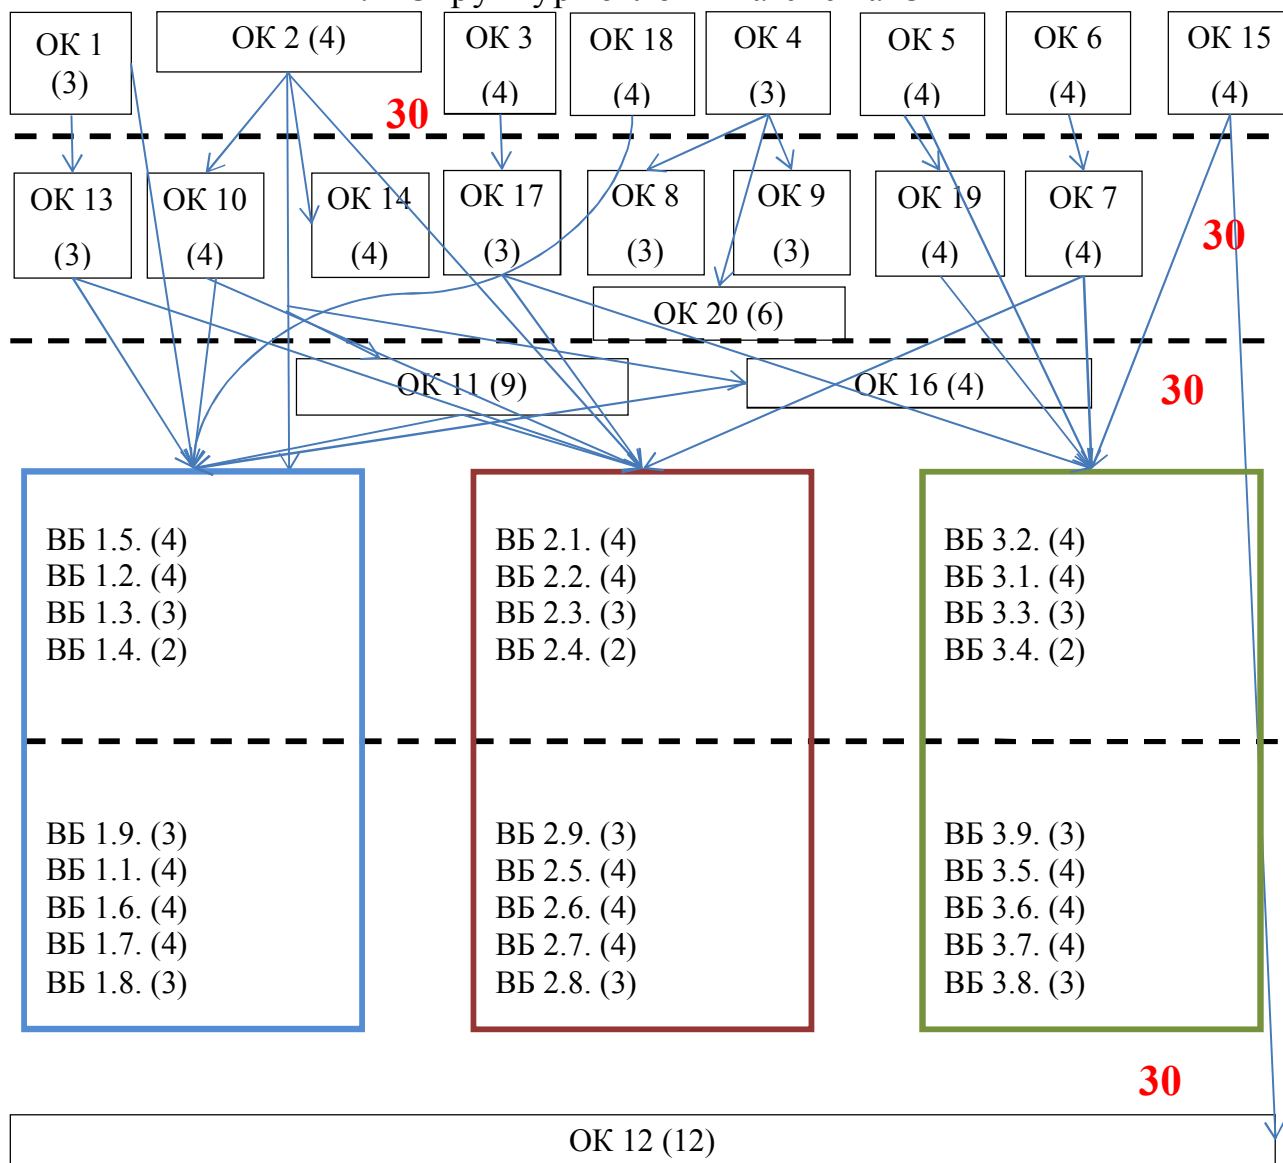 ОК 1
(3)
ОК 2 (4)
ОК 3
(4)
ОК 18
(4)
ОК 4
(3)
ОК 5
(4)
ОК 6
(4)
ОК 15
(4)
30
ОК 13
(3)
ОК 10
(4)
ОК 14
(4)
ОК 17
(3)
ОК 8
(3)
ОК 9
(3)
ОК 19
(4)
ОК 7
(4)
30
ОК 20 (6)
ОК 11 (9)
ОК 16 (4)
30
ВБ 1.5. (4)
ВБ 1.2. (4)
ВБ 1.3. (3)
ВБ 1.4. (2)
ВБ 2.1. (4)
ВБ 2.2. (4)
ВБ 2.3. (3)
ВБ 2.4. (2)
ВБ 3.2. (4)
ВБ 3.1. (4)
ВБ 3.3. (3)
ВБ 3.4. (2)
ВБ 1.9. (3)
ВБ 1.1. (4)
ВБ 1.6. (4)
ВБ 1.7. (4)
ВБ 1.8. (3)
ВБ 2.9. (3)
ВБ 2.5. (4)
ВБ 2.6. (4)
ВБ 2.7. (4)
ВБ 2.8. (3)
ВБ 3.9. (3)
ВБ 3.5. (4)
ВБ 3.6. (4)
ВБ 3.7. (4)
ВБ 3.8. (3)
30
ОК 12 (12)